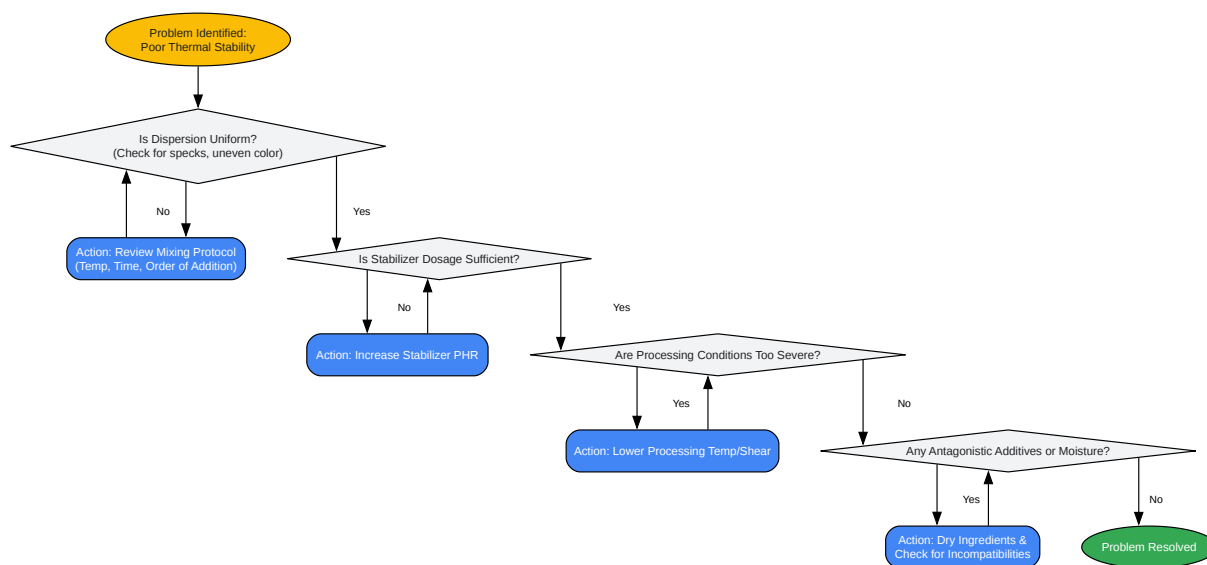 Problem Identified:
Poor Thermal Stability
Is Dispersion Uniform?
(Check for specks, uneven color)
No
Yes
Action: Review Mixing Protocol
(Temp, Time, Order of Addition)
Is Stabilizer Dosage Sufficient?
No
Yes
Action: Increase Stabilizer PHR
Are Processing Conditions Too Severe?
Yes
No
Action: Lower Processing Temp/Shear
Any Antagonistic Additives or Moisture?
Yes
No
Action: Dry Ingredients &
Check for Incompatibilities
Problem Resolved